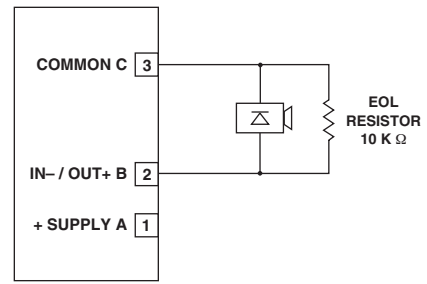 COMMON C 3
EOL
RESISTOR
10 K Ω
IN– / OUT+ B 2
+ SUPPLY A 1